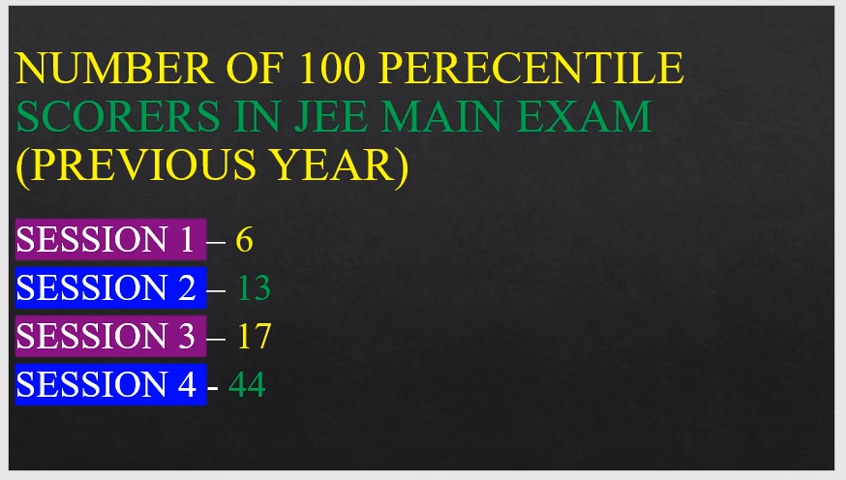 NUMBER OF 100 PERECENTILE
SCORERS IN JEE MAIN EXAM
(PREVIOUS YEAR)
SESSION 1 – 6
SESSION 2 – 13
SESSION 3 – 17
SESSION 4 - 44